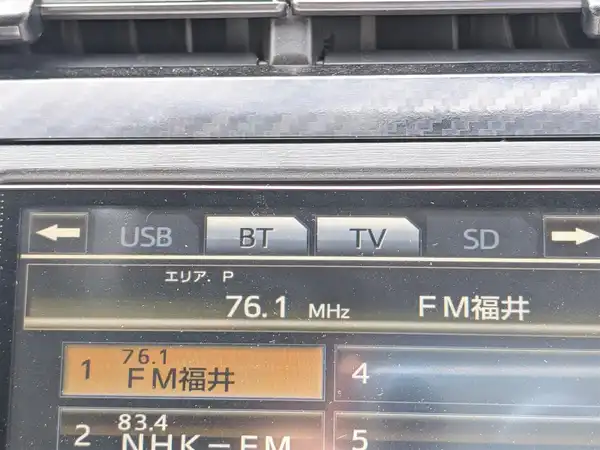 USB BT TV SD
エリア. P
76.1 MHz FM福井
1 76.1 FM福井
4
2 83.4 NHK-FM
5